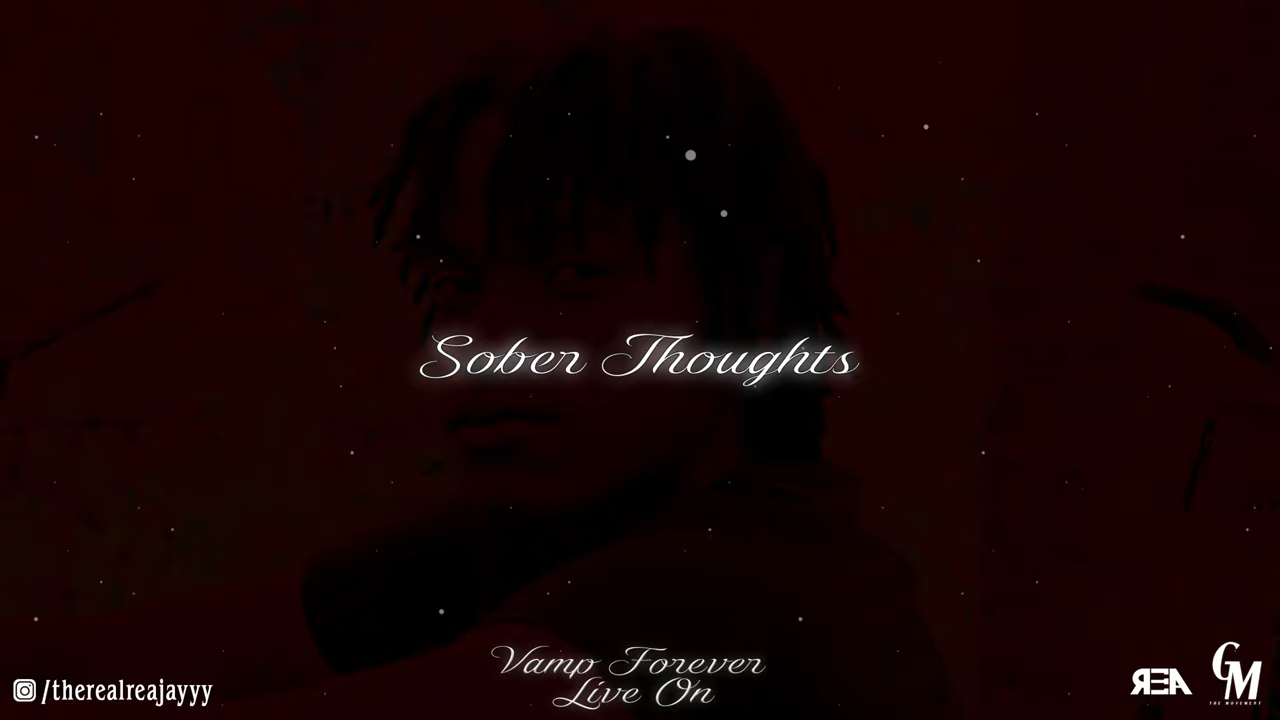 Sober Thoughts
Vamp Forever
Live On
/therealreajayyy
REA
GM
THE MOVEMENT